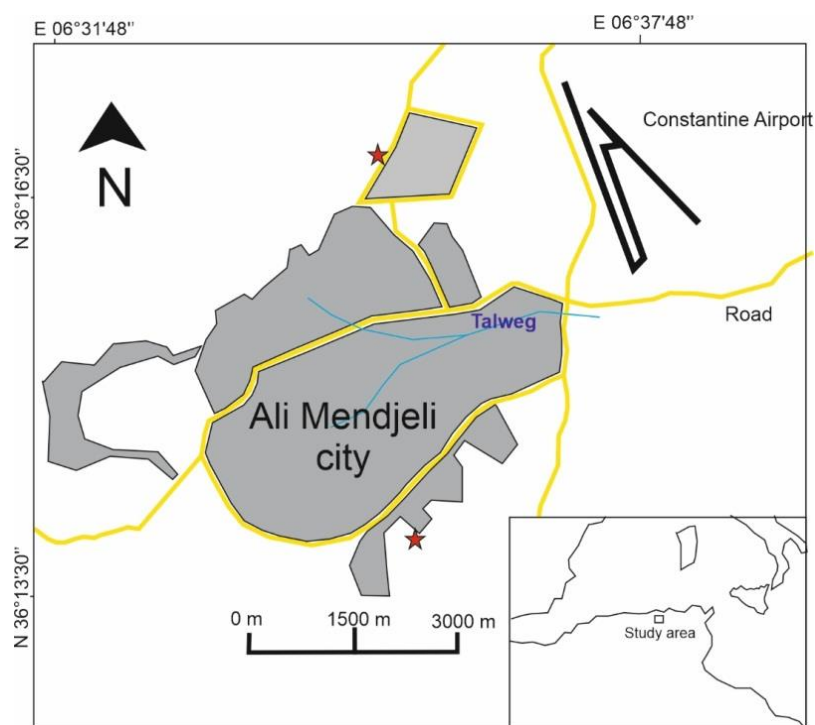 E 06°31'48''
E 06°37'48''
Constantine Airport
N
N 36°16'30''
Road
Talweg
Ali Mendjeli
city
N 36°13'30''
0 m
1500 m
3000 m
Study area